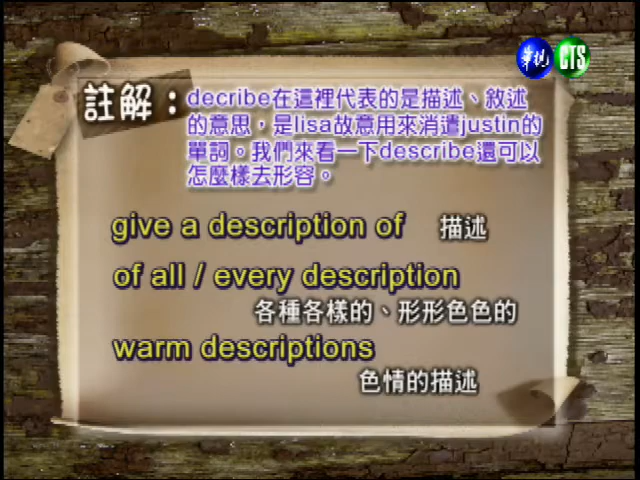 華視 CTS
註解：decribe在這裡代表的是描述、敘述
的意思，是lisa故意用來消遣justin的
單詞。我們來看一下describe還可以
怎麼樣去形容。
give a description of 描述
of all / every description
各種各樣的、形形色色的
warm descriptions
色情的描述